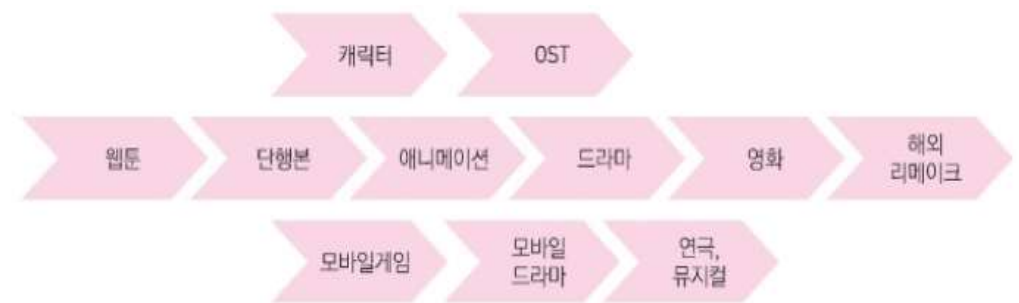 캐릭터
OST
웹툰
단행본
애니메이션
드라마
영화
해외
리메이크
모바일게임
모바일
드라마
연극,
뮤지컬